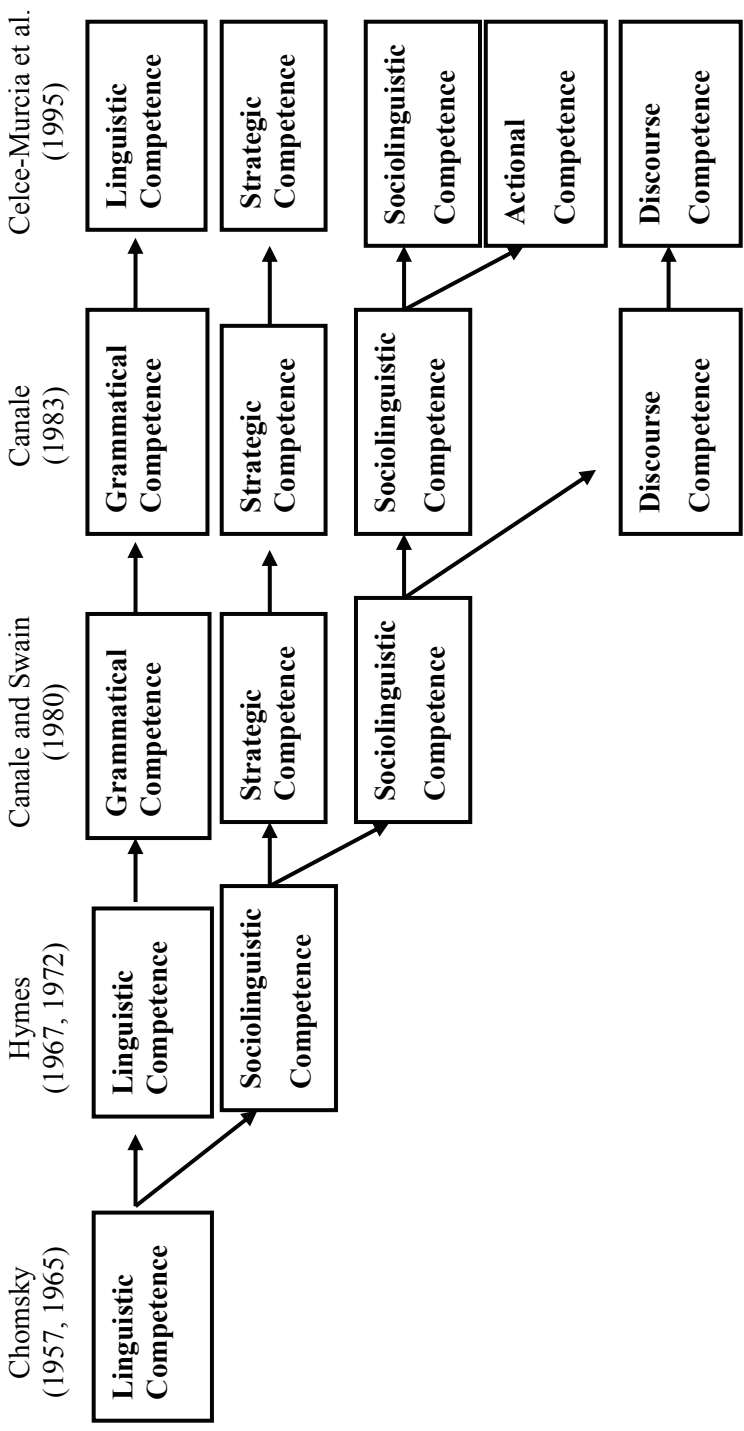 Chomsky
(1957, 1965)
Linguistic
Competence
Hymes
(1967, 1972)
Linguistic
Competence
Sociolinguistic
Competence
Canale and Swain
(1980)
Grammatical
Competence
Strategic
Competence
Sociolinguistic
Competence
Canale
(1983)
Grammatical
Competence
Strategic
Competence
Sociolinguistic
Competence
Discourse
Competence
Celce-Murcia et al.
(1995)
Linguistic
Competence
Strategic
Competence
Sociolinguistic
Competence
Actional
Competence
Discourse
Competence